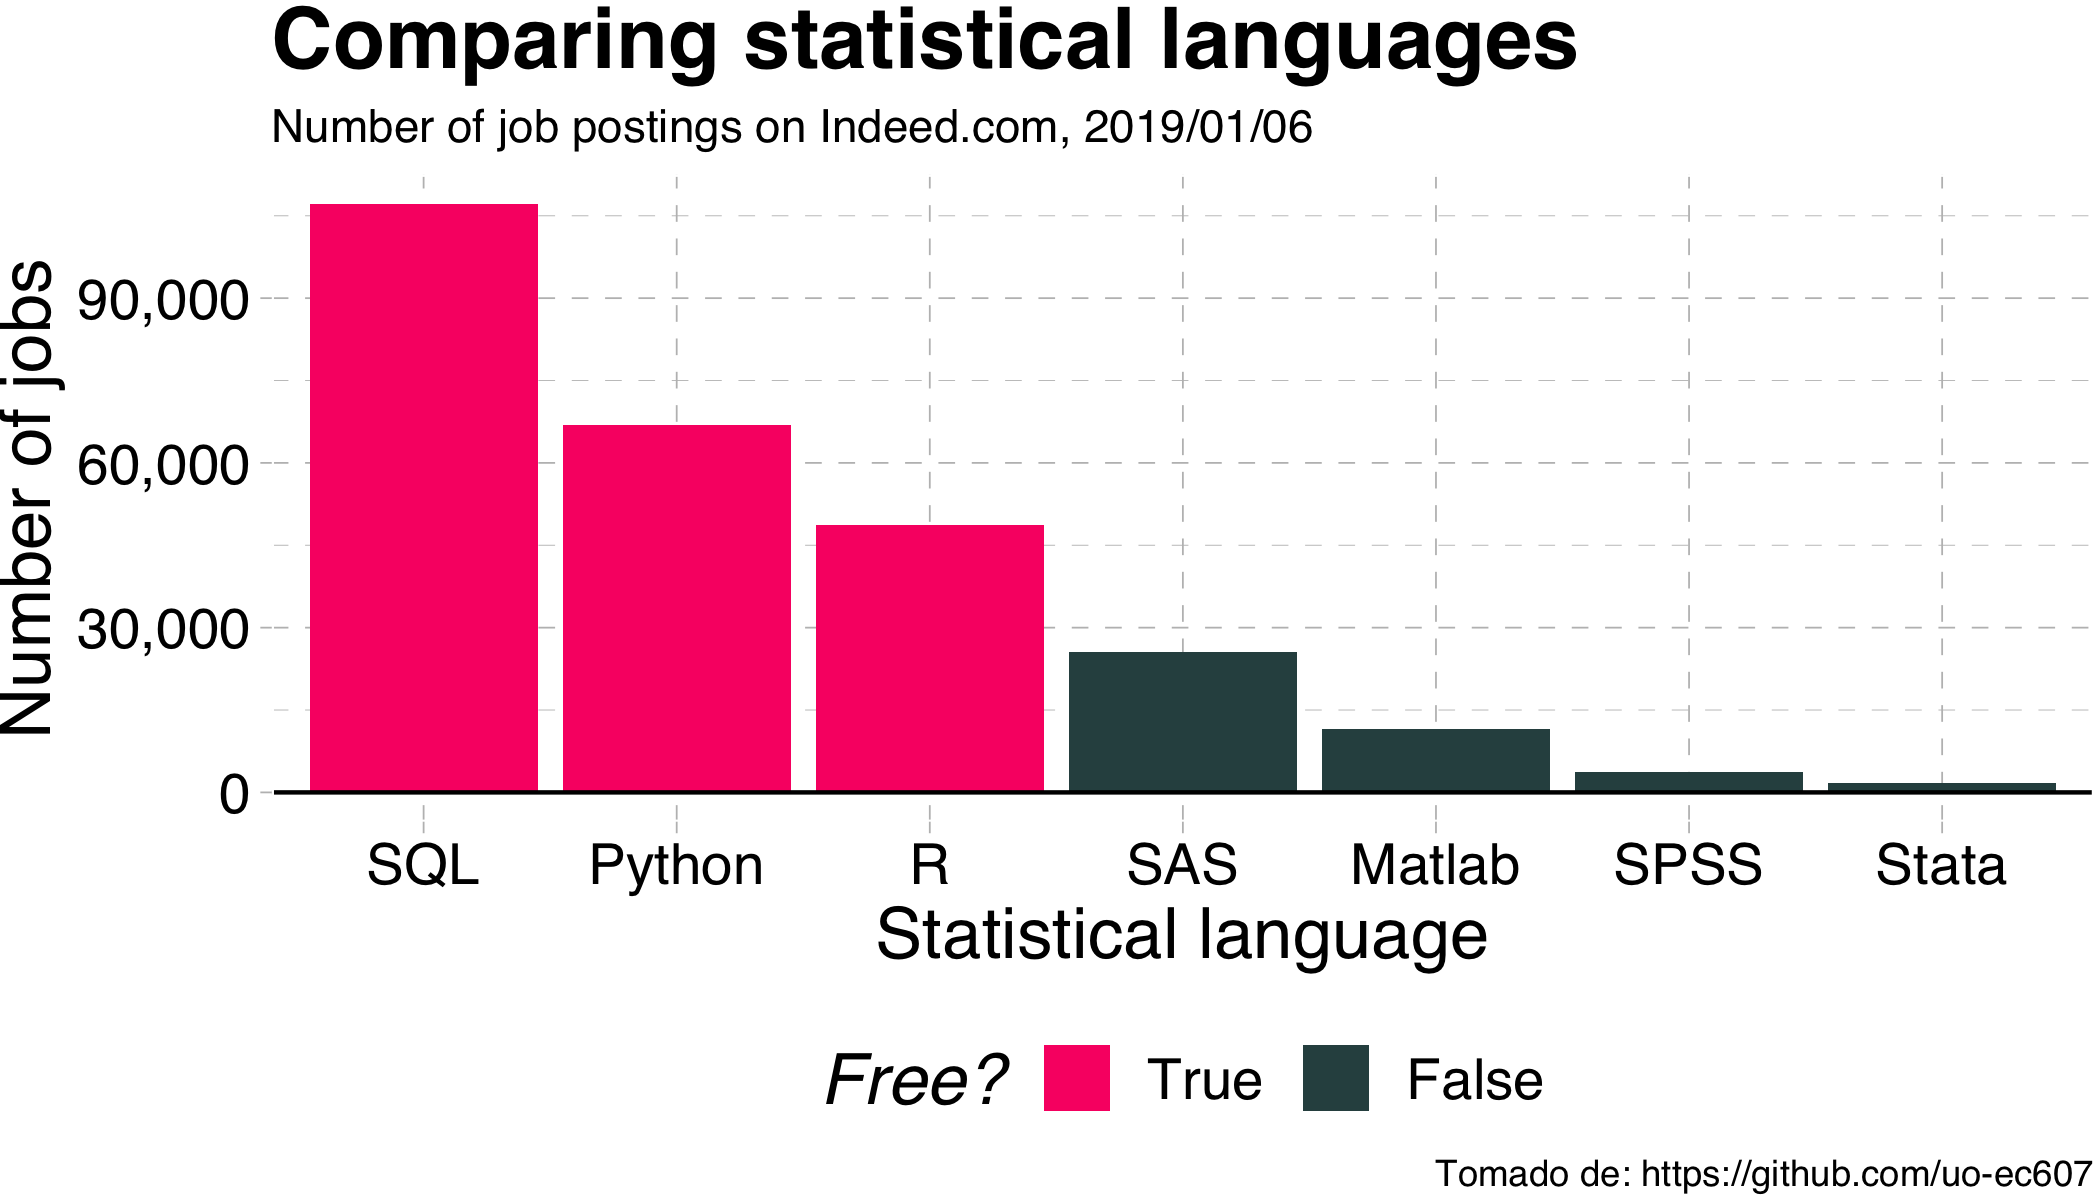 Comparing statistical languages
Number of job postings on Indeed.com, 2019/01/06
Number of jobs
90,000
60,000
30,000
0
SQL Python R SAS Matlab SPSS Stata
Statistical language
Free? True False
Tomado de: https://github.com/uo-ec607